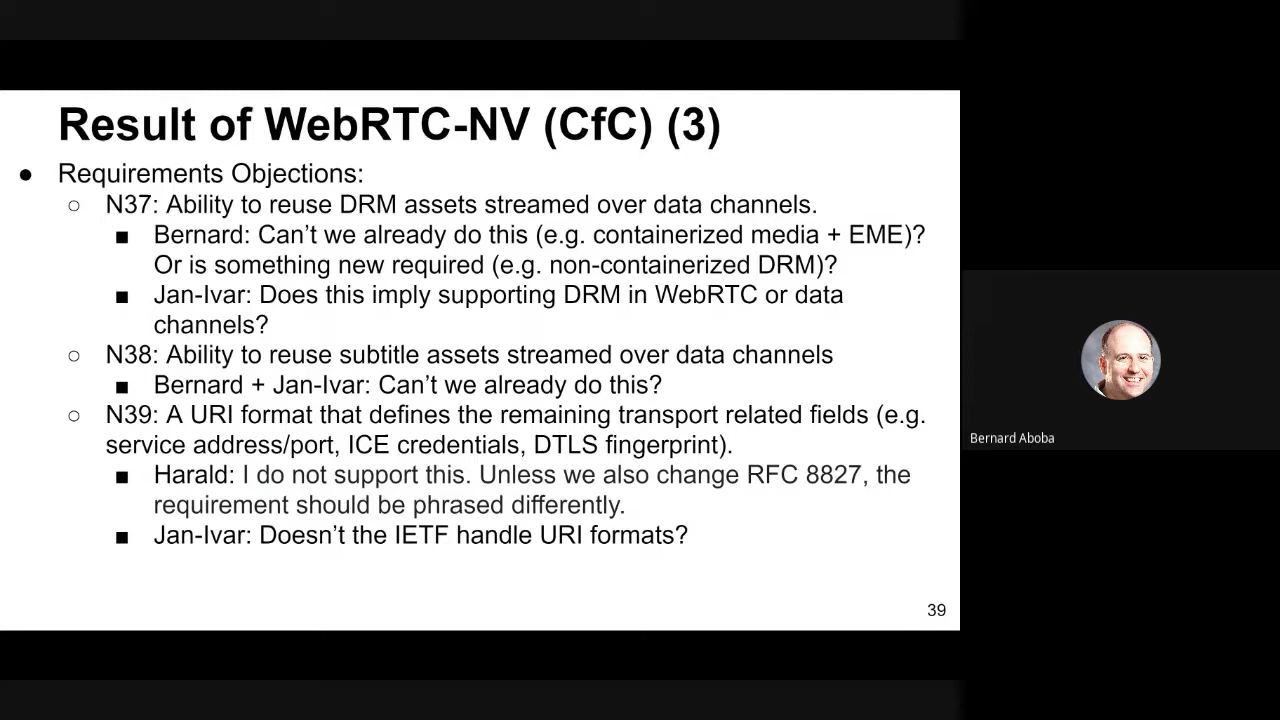 Result of WebRTC-NV (CfC) (3)
● Requirements Objections:
○ N37: Ability to reuse DRM assets streamed over data channels.
■ Bernard: Can’t we already do this (e.g. containerized media + EME)?
Or is something new required (e.g. non-containerized DRM)?
■ Jan-Ivar: Does this imply supporting DRM in WebRTC or data
channels?
○ N38: Ability to reuse subtitle assets streamed over data channels
■ Bernard + Jan-Ivar: Can’t we already do this?
○ N39: A URI format that defines the remaining transport related fields (e.g.
service address/port, ICE credentials, DTLS fingerprint).
■ Harald: I do not support this. Unless we also change RFC 8827, the
requirement should be phrased differently.
■ Jan-Ivar: Doesn’t the IETF handle URI formats?
39
Bernard Aboba